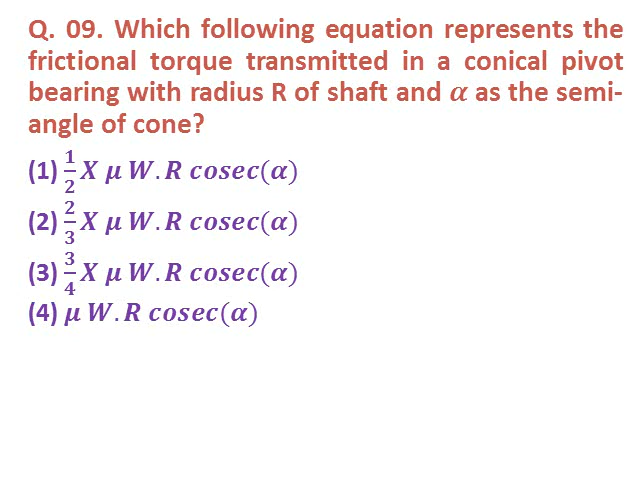 Q. 09. Which following equation represents the
frictional torque transmitted in a conical pivot
bearing with radius R of shaft and α as the semi-
angle of cone?
(1) 1/2 X μ W.R cosec(α)
(2) 2/3 X μ W.R cosec(α)
(3) 3/4 X μ W.R cosec(α)
(4) μ W.R cosec(α)